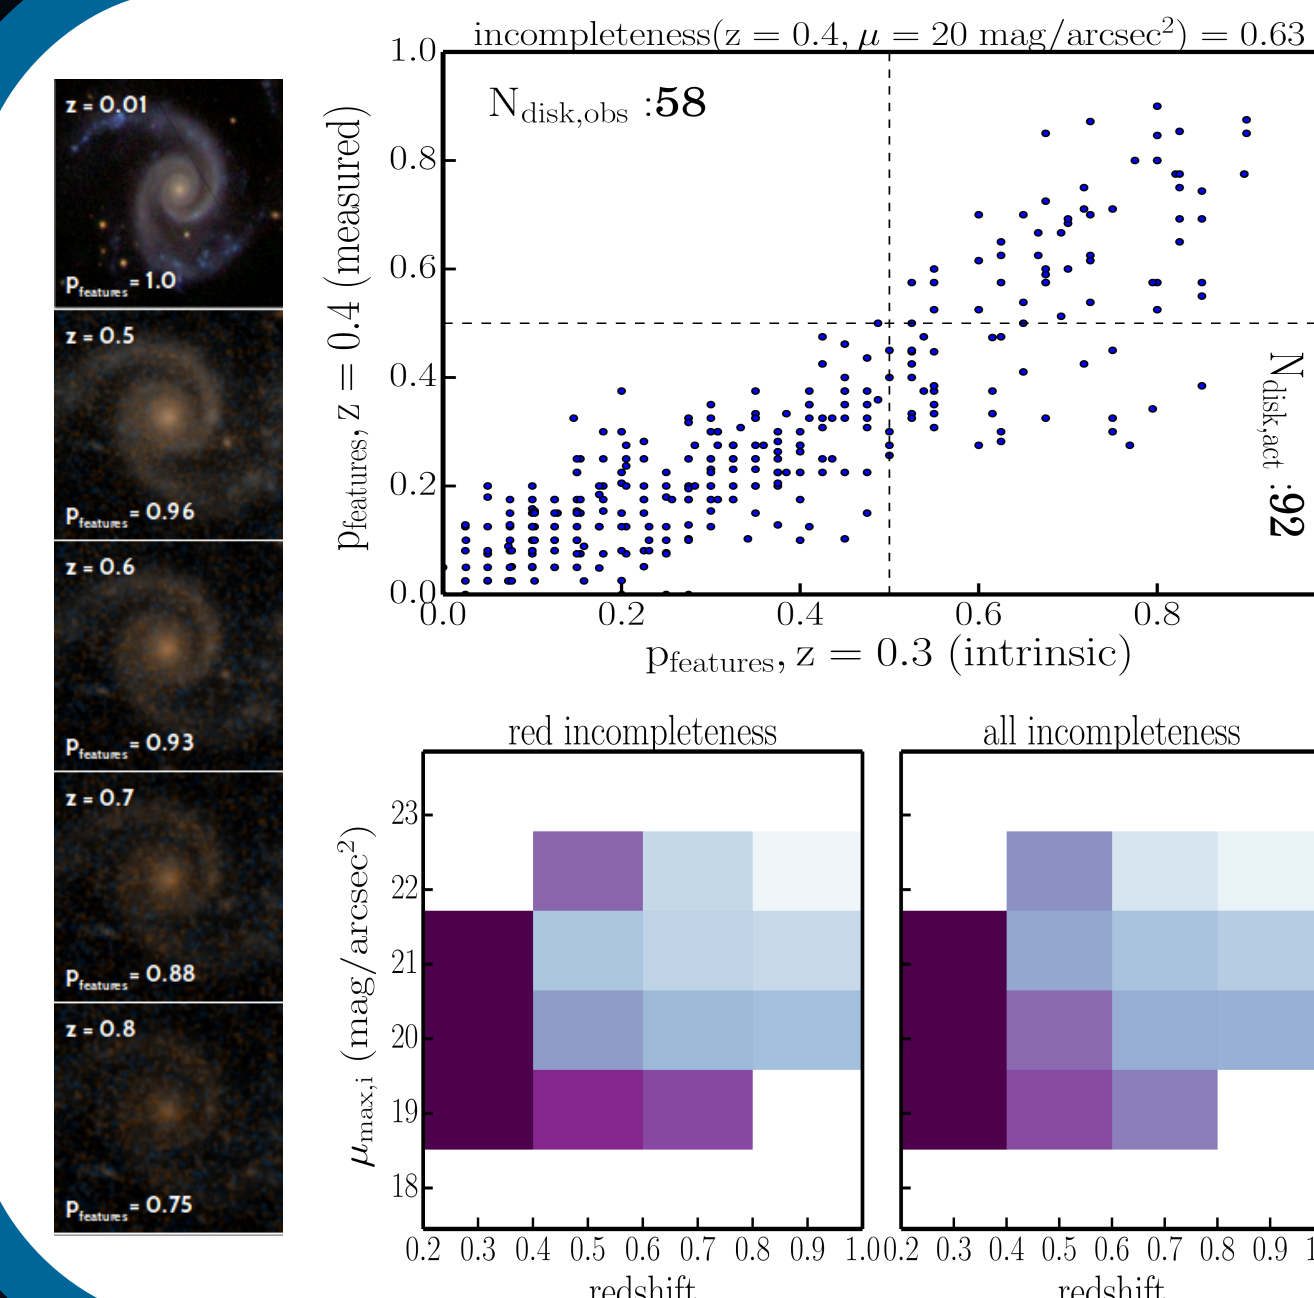 z = 0.01
p_features = 1.0
z = 0.5
p_features = 0.96
z = 0.6
p_features = 0.93
z = 0.7
p_features = 0.88
z = 0.8
p_features = 0.75
incompleteness(z = 0.4, μ = 20 mag/arcsec²) = 0.63
N_disk,obs :58
N_disk,act :92
p_features, z = 0.4 (measured)
1.0
0.8
0.6
0.4
0.2
0.0
0.0 0.2 0.4 0.6 0.8
p_features, z = 0.3 (intrinsic)
red incompleteness
μ_max,i (mag/arcsec²)
23
22
21
20
19
18
0.2 0.3 0.4 0.5 0.6 0.7 0.8 0.9 1.0
redshift
all incompleteness
0.2 0.3 0.4 0.5 0.6 0.7 0.8 0.9
redshift